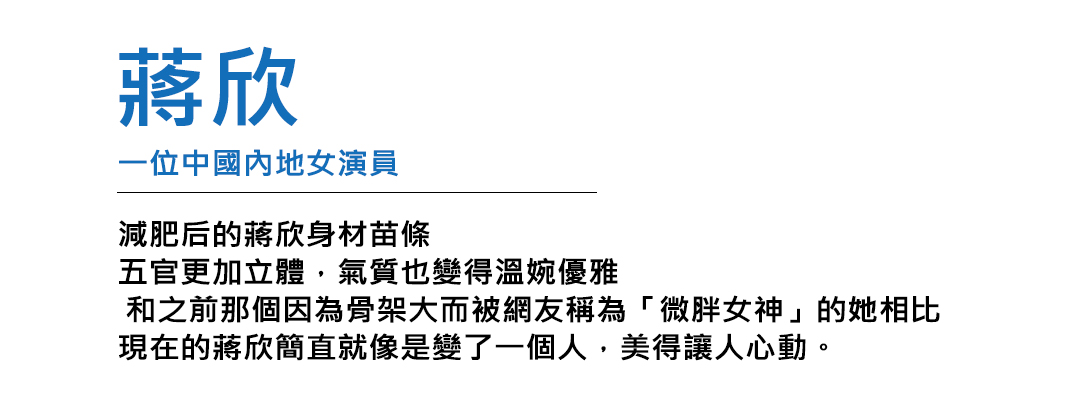 蔣欣
一位中國內地女演員
減肥后的蔣欣身材苗條
五官更加立體，氣質也變得溫婉優雅
和之前那個因為骨架大而被網友稱為「微胖女神」的她相比
現在的蔣欣簡直就像是變了一個人，美得讓人心動。